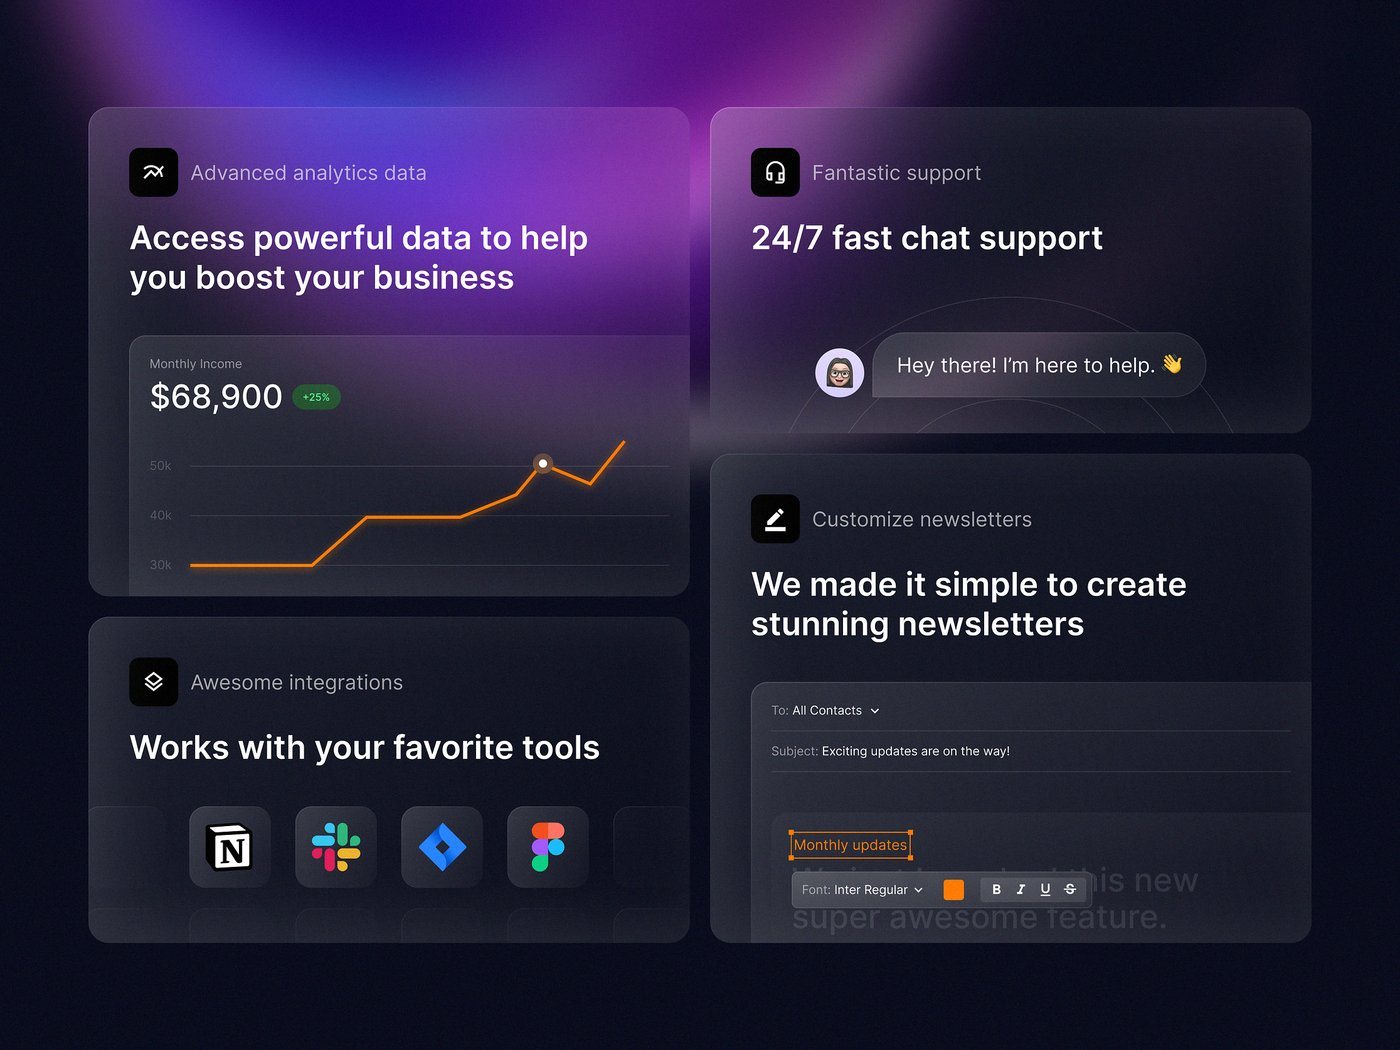 Advanced analytics data
Access powerful data to help
you boost your business
Monthly Income
$68,900 +25%
50k
40k
30k
Awesome integrations
Works with your favorite tools
N
Fantastic support
24/7 fast chat support
Hey there! I'm here to help. 👋
Customize newsletters
We made it simple to create
stunning newsletters
To: All Contacts
Subject: Exciting updates are on the way!
Monthly updates
this new
Font: Inter Regular B I U S
super awesome feature.